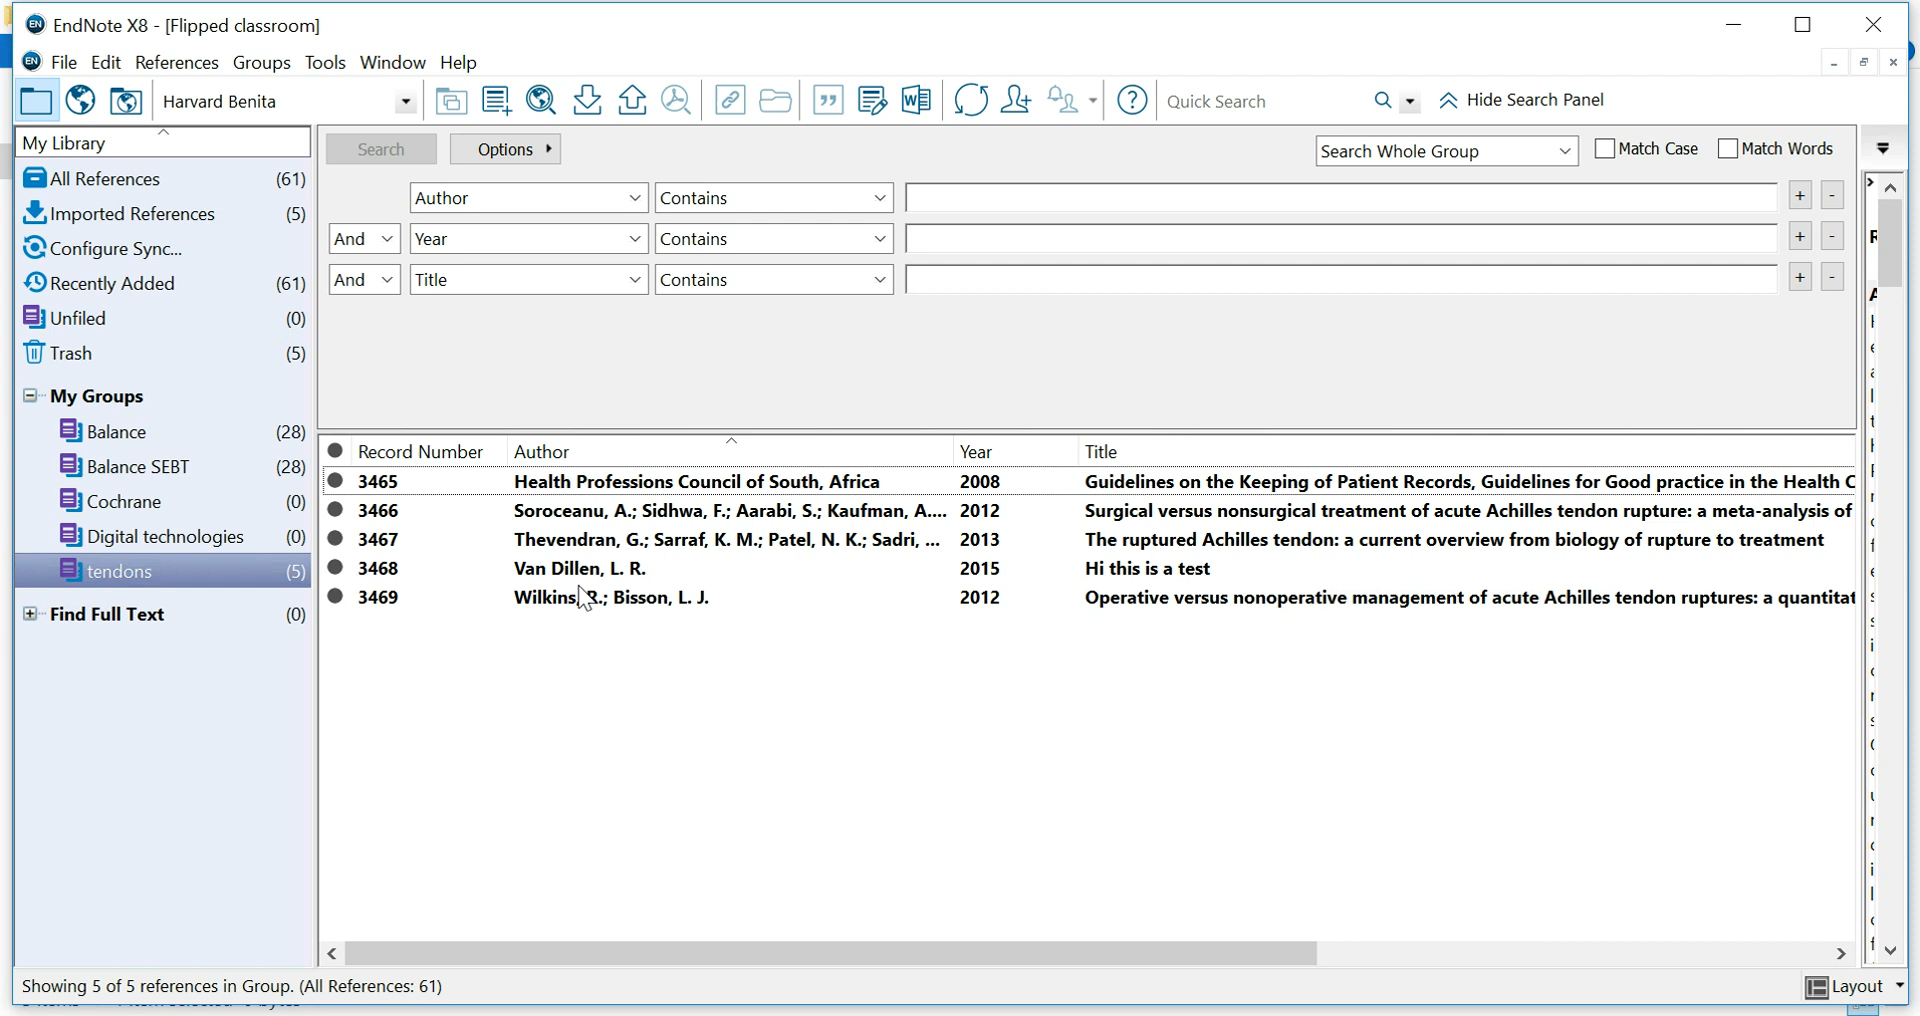 EndNote X8 - [Flipped classroom]
File Edit References Groups Tools Window Help
Harvard Benita Quick Search Hide Search Panel
My Library
All References (61)
Imported References (5)
Configure Sync...
Recently Added (61)
Unfiled (0)
Trash (5)
My Groups
Balance (28)
Balance SEBT (28)
Cochrane (0)
Digital technologies (0)
tendons (5)
Find Full Text (0)
Search Options Search Whole Group Match Case Match Words
Author Contains + -
And Year Contains + -
And Title Contains + -
Record Number Author Year Title
3465 Health Professions Council of South, Africa 2008 Guidelines on the Keeping of Patient Records, Guidelines for Good practice in the Health C
3466 Soroceanu, A.; Sidhwa, F.; Aarabi, S.; Kaufman, A.... 2012 Surgical versus nonsurgical treatment of acute Achilles tendon rupture: a meta-analysis of
3467 Thevendran, G.; Sarraf, K. M.; Patel, N. K.; Sadri, ... 2013 The ruptured Achilles tendon: a current overview from biology of rupture to treatment
3468 Van Dillen, L. R. 2015 Hi this is a test
3469 Wilkins, R.; Bisson, L. J. 2012 Operative versus nonoperative management of acute Achilles tendon ruptures: a quantitat
Showing 5 of 5 references in Group. (All References: 61)
Layout